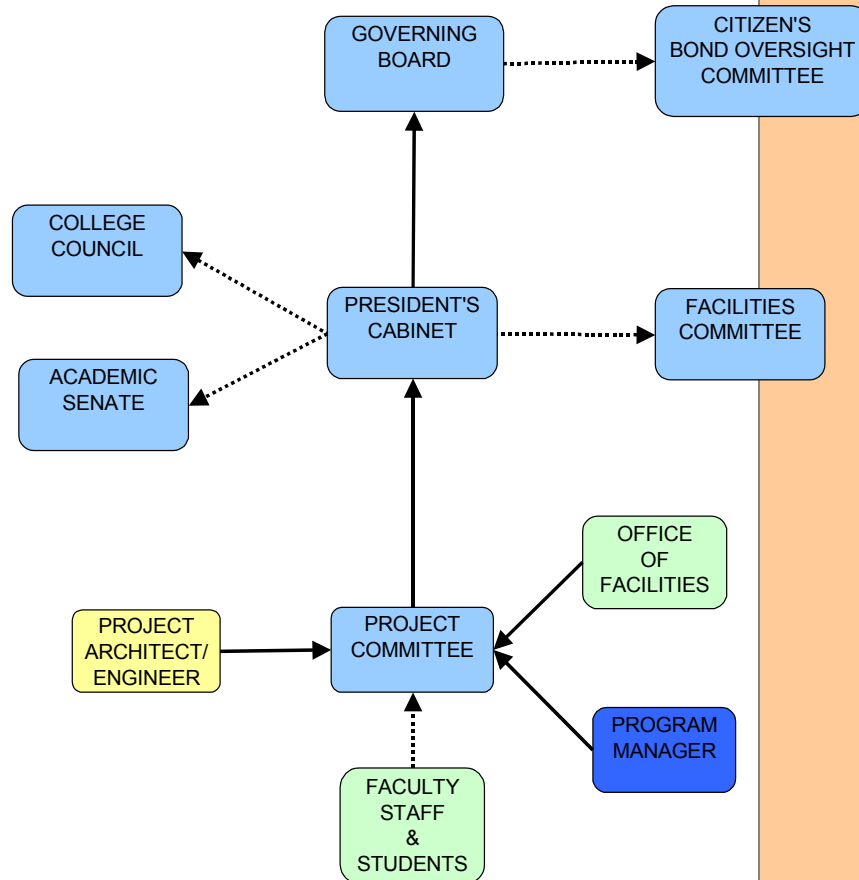 GOVERNING
BOARD
CITIZEN'S
BOND OVERSIGHT
COMMITTEE
COLLEGE
COUNCIL
PRESIDENT'S
CABINET
FACILITIES
COMMITTEE
ACADEMIC
SENATE
OFFICE
OF
FACILITIES
PROJECT
ARCHITECT/
ENGINEER
PROJECT
COMMITTEE
PROGRAM
MANAGER
FACULTY
STAFF
&
STUDENTS